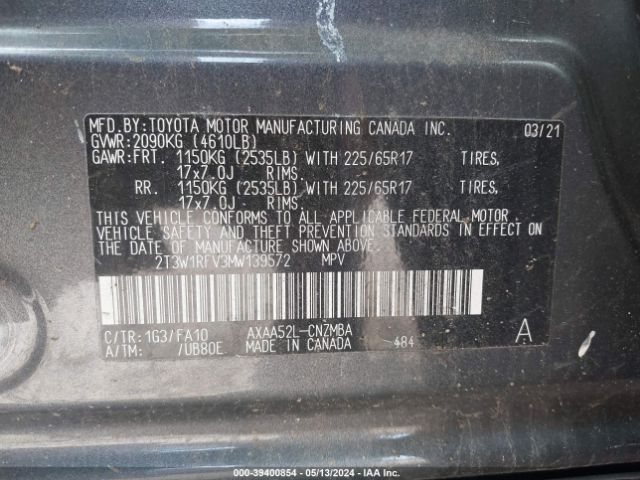 MFD.BY:TOYOTA MOTOR MANUFACTURING CANADA INC. 03/21
GVWR:2090KG (4610LB)
GAWR:FRT. 1150KG (2535LB) WITH 225/65R17 TIRES,
17x7.0J RIMS.
RR. 1150KG (2535LB) WITH 225/65R17 TIRES,
17x7.0J RIMS.
THIS VEHICLE CONFORMS TO ALL APPLICABLE FEDERAL MOTOR
VEHICLE SAFETY AND THEFT PREVENTION STANDARDS IN EFFECT ON
THE DATE OF MANUFACTURE SHOWN ABOVE.
2T3W1RFV3MW139572 MPV
C/TR:1G3/FA10 AXAA52L-CNZMBA
A/TM: /UB80E MADE IN CANADA 484 A
000-39400854 - 05/13/2024 - IAA Inc.